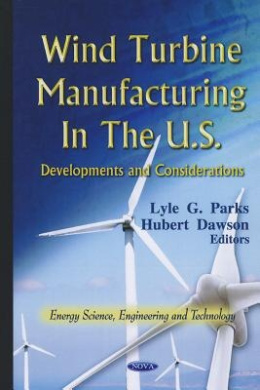 Wind Turbine
Manufacturing
In The U.S.
Developments and Considerations
Lyle G. Parks
Hubert Dawson
Editors
Energy Science, Engineering and Technology
NOVA